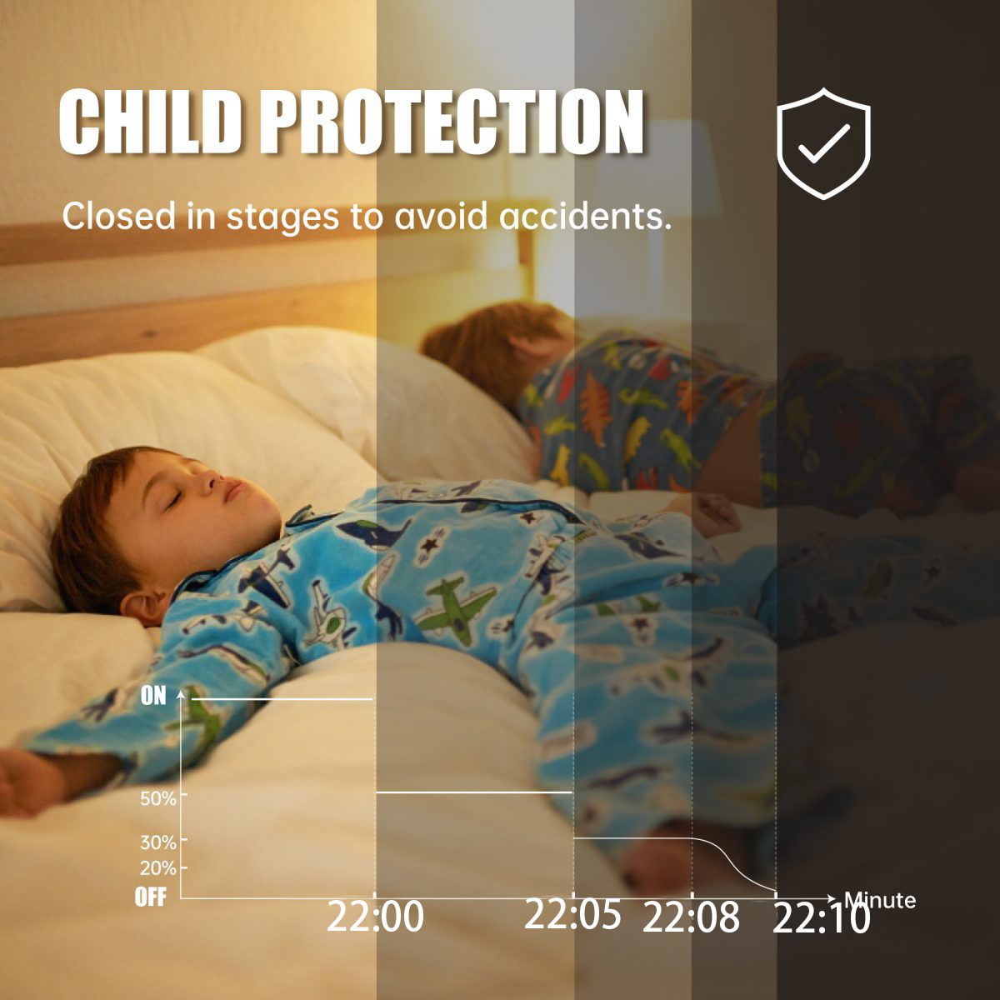 CHILD PROTECTION
Closed in stages to avoid accidents.
ON
50%
30%
20%
OFF
Minute
22:00 22:05 22:08 22:10